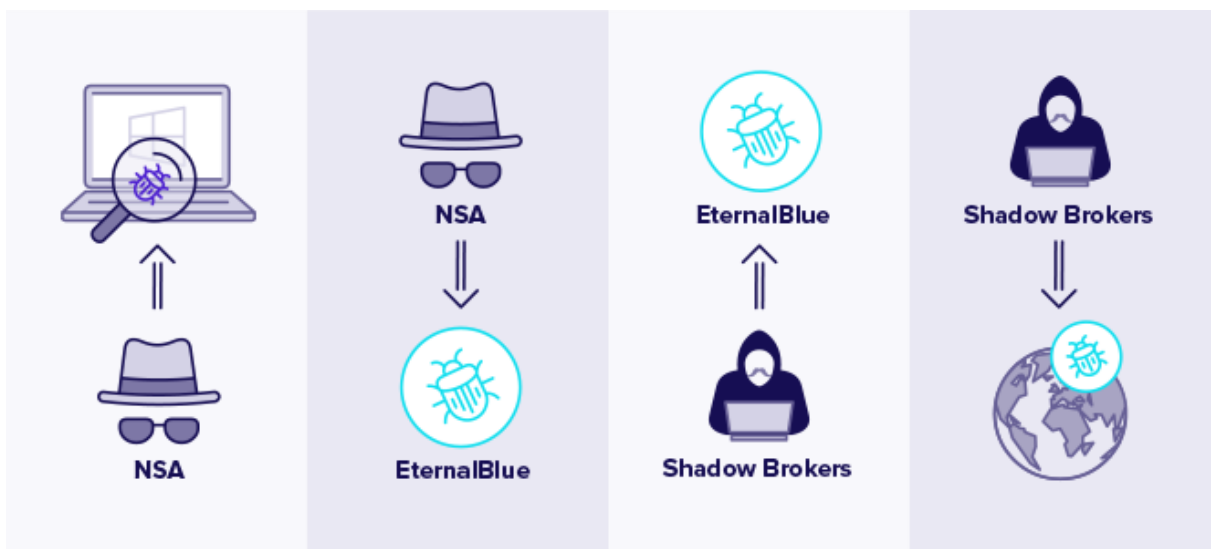 NSA
NSA
EternalBlue
EternalBlue
Shadow Brokers
Shadow Brokers